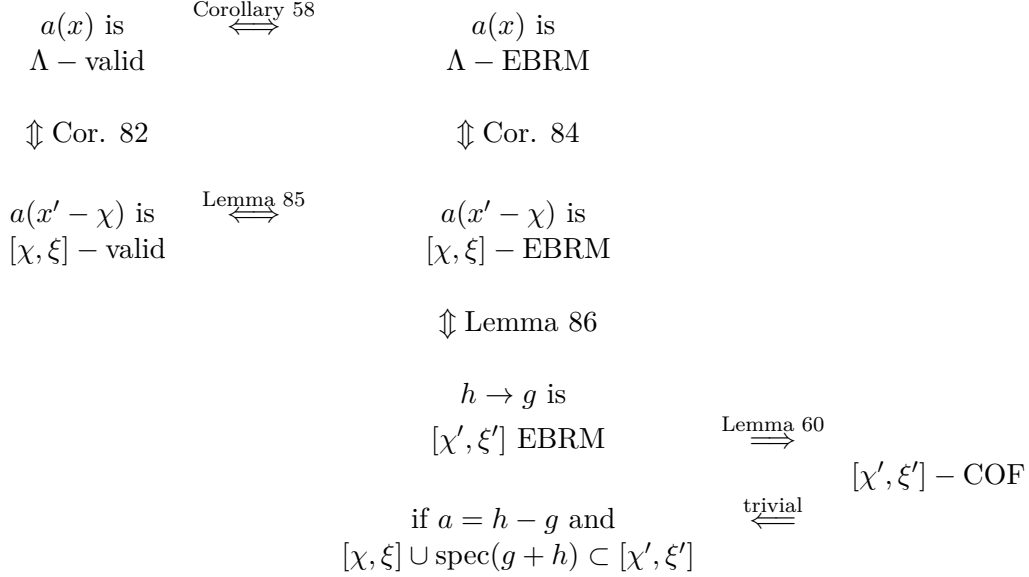 Corollary 58
a(x) is ⟺ a(x) is
Λ − valid Λ − EBRM
⇕ Cor. 82 ⇕ Cor. 84
Lemma 85
a(x′ − χ) is ⟺ a(x′ − χ) is
[χ, ξ] − valid [χ, ξ] − EBRM
⇕ Lemma 86
h → g is
Lemma 60
[χ′, ξ′] EBRM ⟹
[χ′, ξ′] − COF
trivial
if a = h − g and ⟸
[χ, ξ] ∪ spec(g + h) ⊂ [χ′, ξ′]